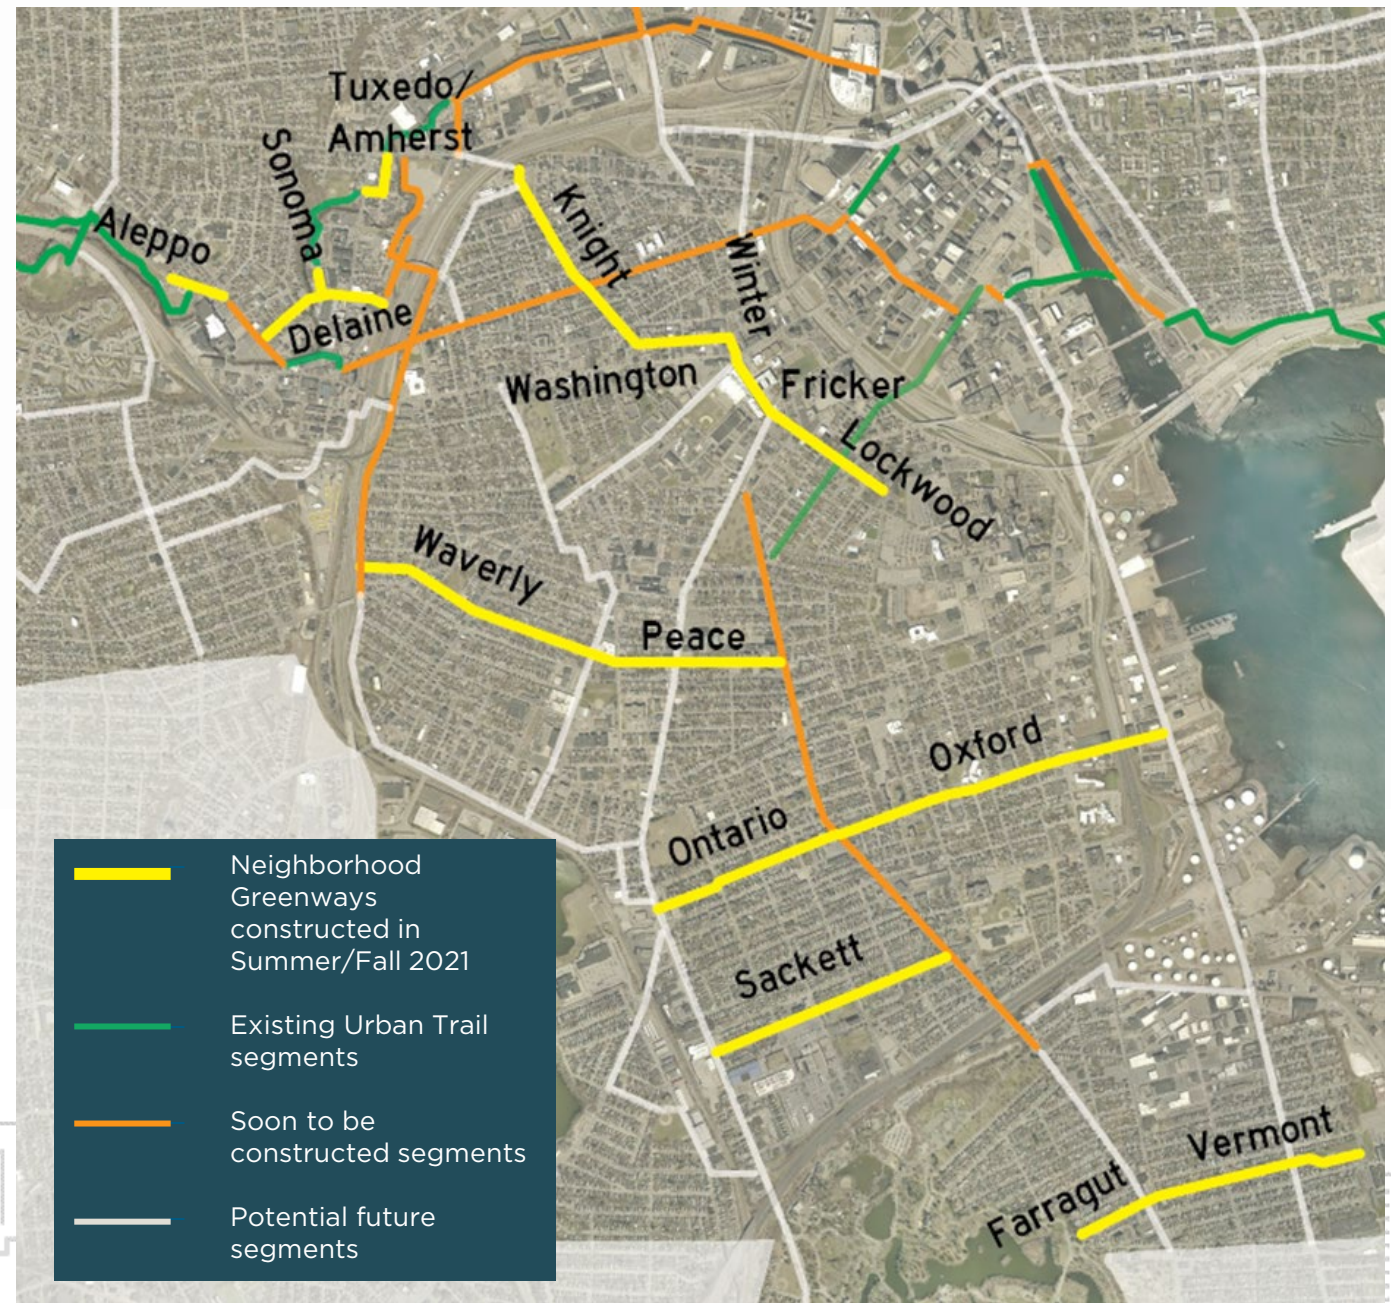 Tuxedo/
Amherst
Sonoma
Aleppo
Knight
Winter
Delaine
Washington
Fricker
Lockwood
Waverly
Peace
Oxford
Ontario
Sackett
Vermont
Farragut
Neighborhood
Greenways
constructed in
Summer/Fall 2021
Existing Urban Trail
segments
Soon to be
constructed segments
Potential future
segments